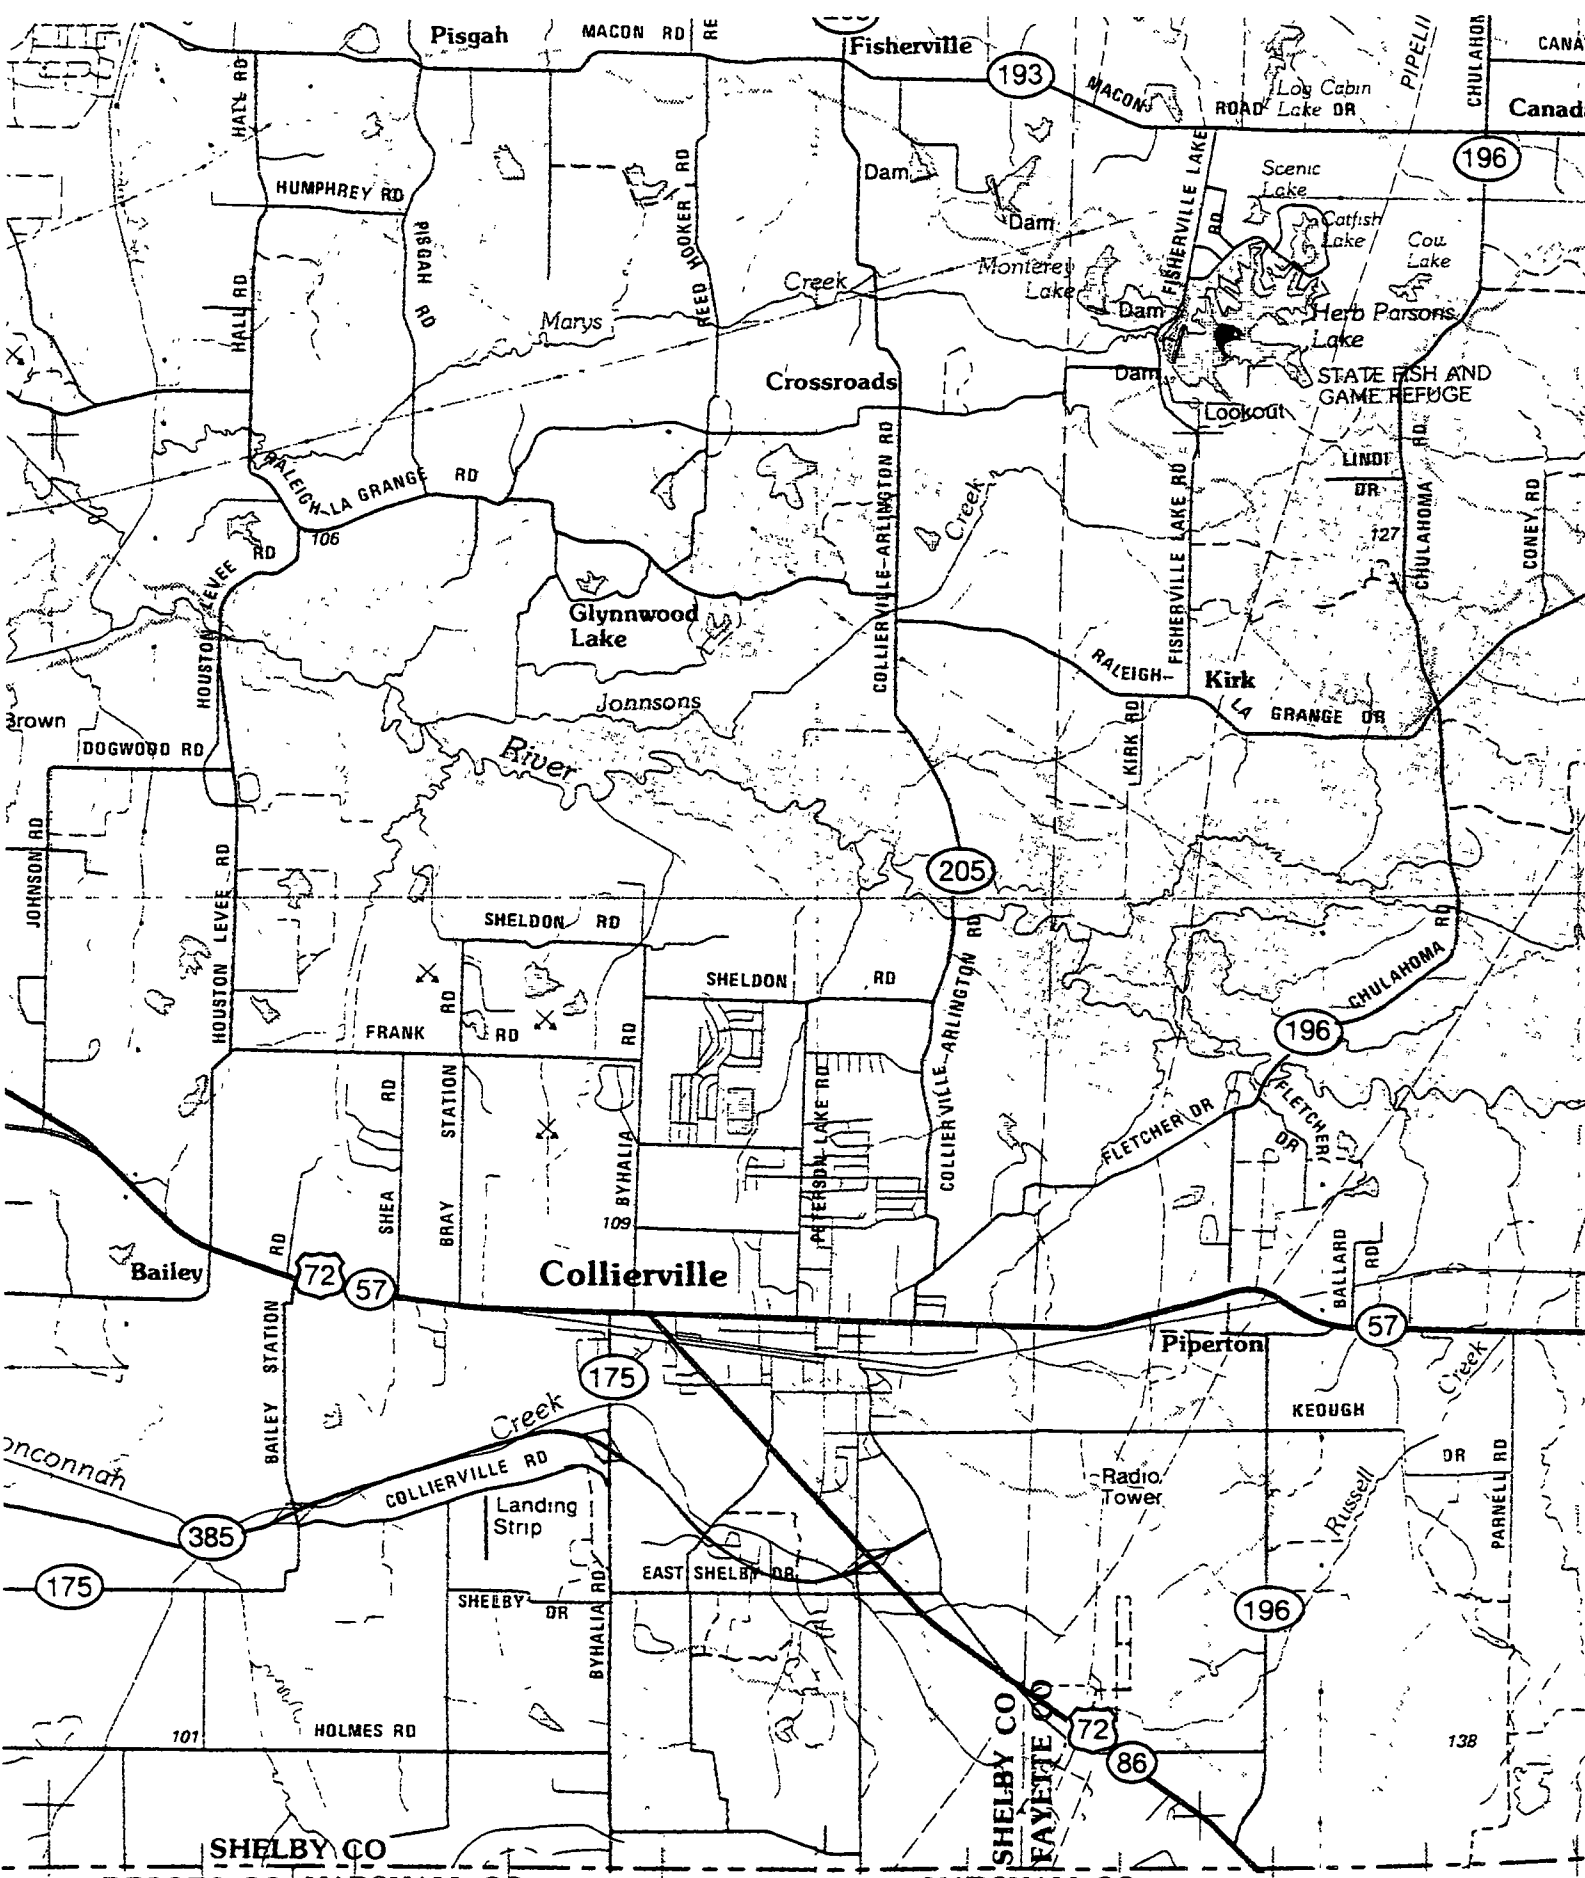 Pisgah
MACON RD
RE
Fisherville
193
MACON
ROAD
Log Cabin
Lake DR
PIPELI
CHULAHOM
CANA
Canad
196
HALL RD
HUMPHREY RD
PISGAH RD
REED HOOKER RD
Dam
Dam
Scenic
Lake
Catfish
Lake
Cow
Lake
FISHERVILLE LAKE
RD
Monterey
Lake
Dam
Herb Parsons
Lake
Creek
Marys
HALL RD
Crossroads
Dam
STATE FISH AND
GAME REFUGE
Lookout
RALEIGH-LA GRANGE RD
106
COLLIERVILLE-ARLINGTON RD
Creek
FISHERVILLE LAKE RD
LINDI
DR
127
CHULAHOMA RD
CONEY RD
HOUSTON LEVEE RD
Glynnwood
Lake
RALEIGH-
Kirk
LA GRANGE DR
KIRK RD
Brown
DOGWOOD RD
Jonnsons
River
JOHNSON RD
HOUSTON LEVEE RD
205
SHELDON RD
SHELDON RD
COLLIERVILLE-ARLINGTON RD
CHULAHOMA RD
196
FRANK RD
SHEA RD
BRAY STATION RD
BYHALIA RD
PETERSON LAKE RD
FLETCHER DR
FLETCHER
DR
109
BALLARD RD
Bailey
BAILEY STATION RD
72
57
Collierville
57
Piperton
175
Creek
KEOUGH
DR
PARNELL RD
Creek
Russell
onconnah
COLLIERVILLE RD
Landing
Strip
Radio
Tower
385
175
EAST SHELBY DR
SHELBY
DR
BYHALIA RD
196
HOLMES RD
101
SHELBY CO
FAYETTE CO
72
86
138
SHELBY CO